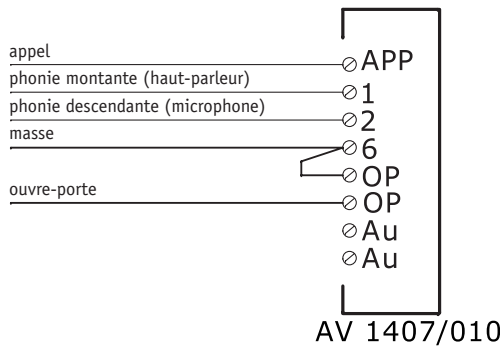 appel
APP
phonie montante (haut-parleur)
1
phonie descendante (microphone)
2
masse
6
OP
ouvre-porte
OP
Au
Au
AV 1407/010